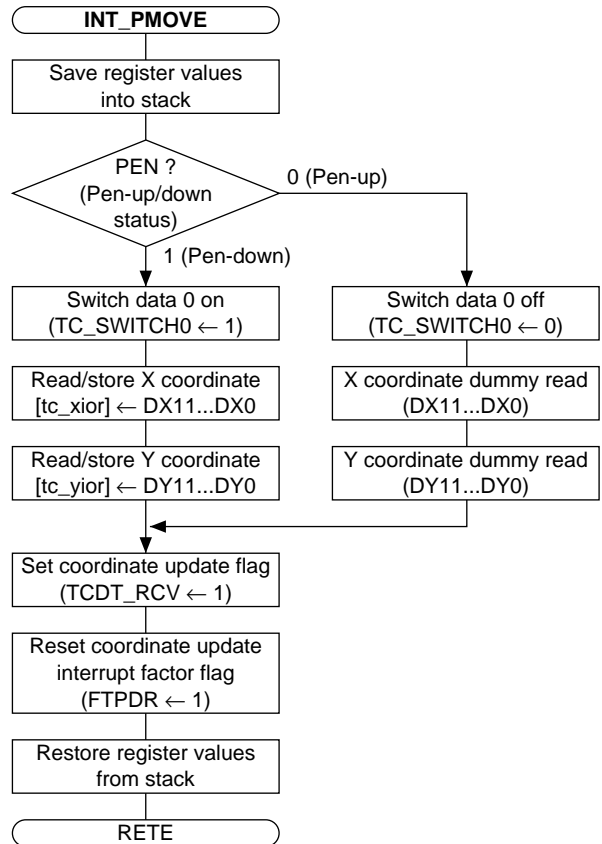 INT_PMOVE
Save register values
into stack
PEN ?
(Pen-up/down
status)
0 (Pen-up)
1 (Pen-down)
Switch data 0 on
(TC_SWITCH0 ← 1)
Read/store X coordinate
[tc_xior] ← DX11...DX0
Read/store Y coordinate
[tc_yior] ← DY11...DY0
Switch data 0 off
(TC_SWITCH0 ← 0)
X coordinate dummy read
(DX11...DX0)
Y coordinate dummy read
(DY11...DY0)
Set coordinate update flag
(TCDT_RCV ← 1)
Reset coordinate update
interrupt factor flag
(FTPDR ← 1)
Restore register values
from stack
RETE